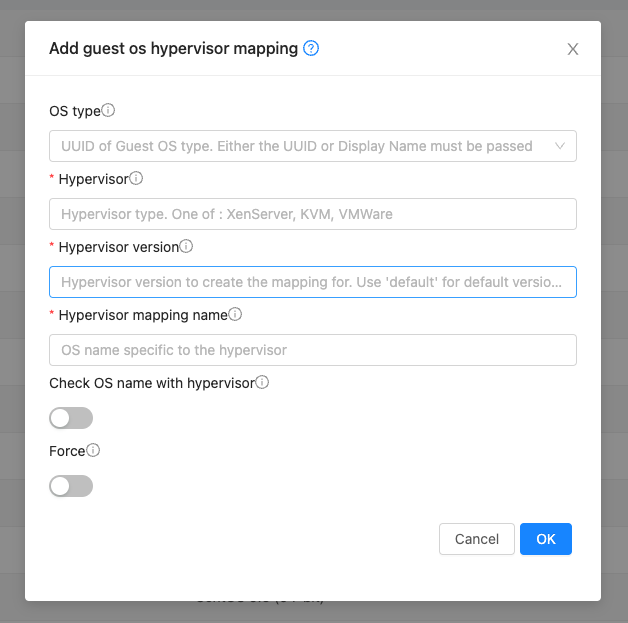 Add guest os hypervisor mapping
OS type
UUID of Guest OS type. Either the UUID or Display Name must be passed
* Hypervisor
Hypervisor type. One of : XenServer, KVM, VMWare
* Hypervisor version
Hypervisor version to create the mapping for. Use 'default' for default versio...
* Hypervisor mapping name
OS name specific to the hypervisor
Check OS name with hypervisor
Force
Cancel
OK